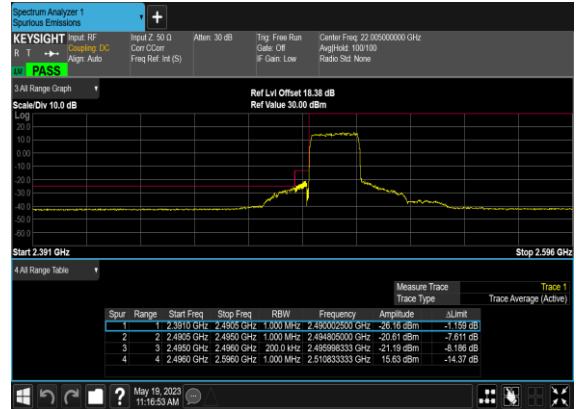 Spectrum Analyzer 1
Spurious Emissions
KEYSIGHT Input: RF Input Z: 50 Ω Atten: 30 dB Trig: Free Run Center Freq: 22.005000000 GHz
R T Coupling: DC Corr CCorr Gate: Off Avg|Hold: 100/100
Align: Auto Freq Ref: Int (S) IF Gain: Low Radio Std: None
LM PASS
3 All Range Graph
Ref Lvl Offset 18.38 dB
Scale/Div 10.0 dB Ref Value 30.00 dBm
Log
20.0
10.0
0.00
-10.0
-20.0
-30.0
-40.0
-50.0
-60.0
Start 2.391 GHz Stop 2.596 GHz
4 All Range Table
Measure Trace Trace 1
Trace Type Trace Average (Active)
Spur Range Start Freq Stop Freq RBW Frequency Amplitude ΔLimit
1 1 2.3910 GHz 2.4905 GHz 1.000 MHz 2.490002500 GHz -26.16 dBm -1.159 dB
2 2 2.4905 GHz 2.4950 GHz 1.000 MHz 2.494805000 GHz -20.61 dBm -7.611 dB
3 3 2.4950 GHz 2.4960 GHz 200.0 kHz 2.495998333 GHz -21.19 dBm -8.186 dB
4 4 2.4960 GHz 2.5960 GHz 1.000 MHz 2.510833333 GHz 15.63 dBm -14.37 dB
? May 19, 2023
11:16:53 AM